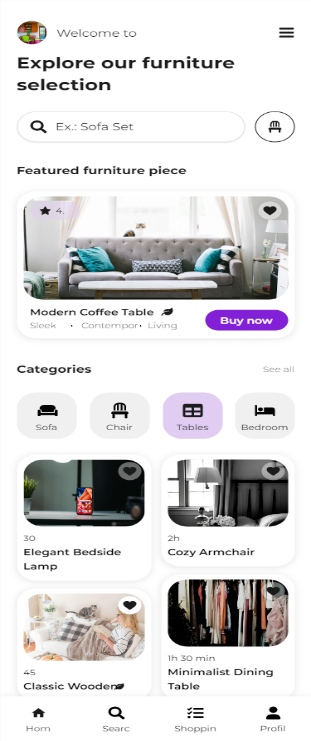 Welcome to
Explore our furniture
selection
Ex.: Sofa Set
Featured furniture piece
4.
Modern Coffee Table
Sleek • Contempor • Living
Buy now
Categories
See all
Sofa
Chair
Tables
Bedroom
30
Elegant Bedside
Lamp
2h
Cozy Armchair
45
Classic Wooden
1h 30 min
Minimalist Dining
Table
Hom
Searc
Shoppin
Profil